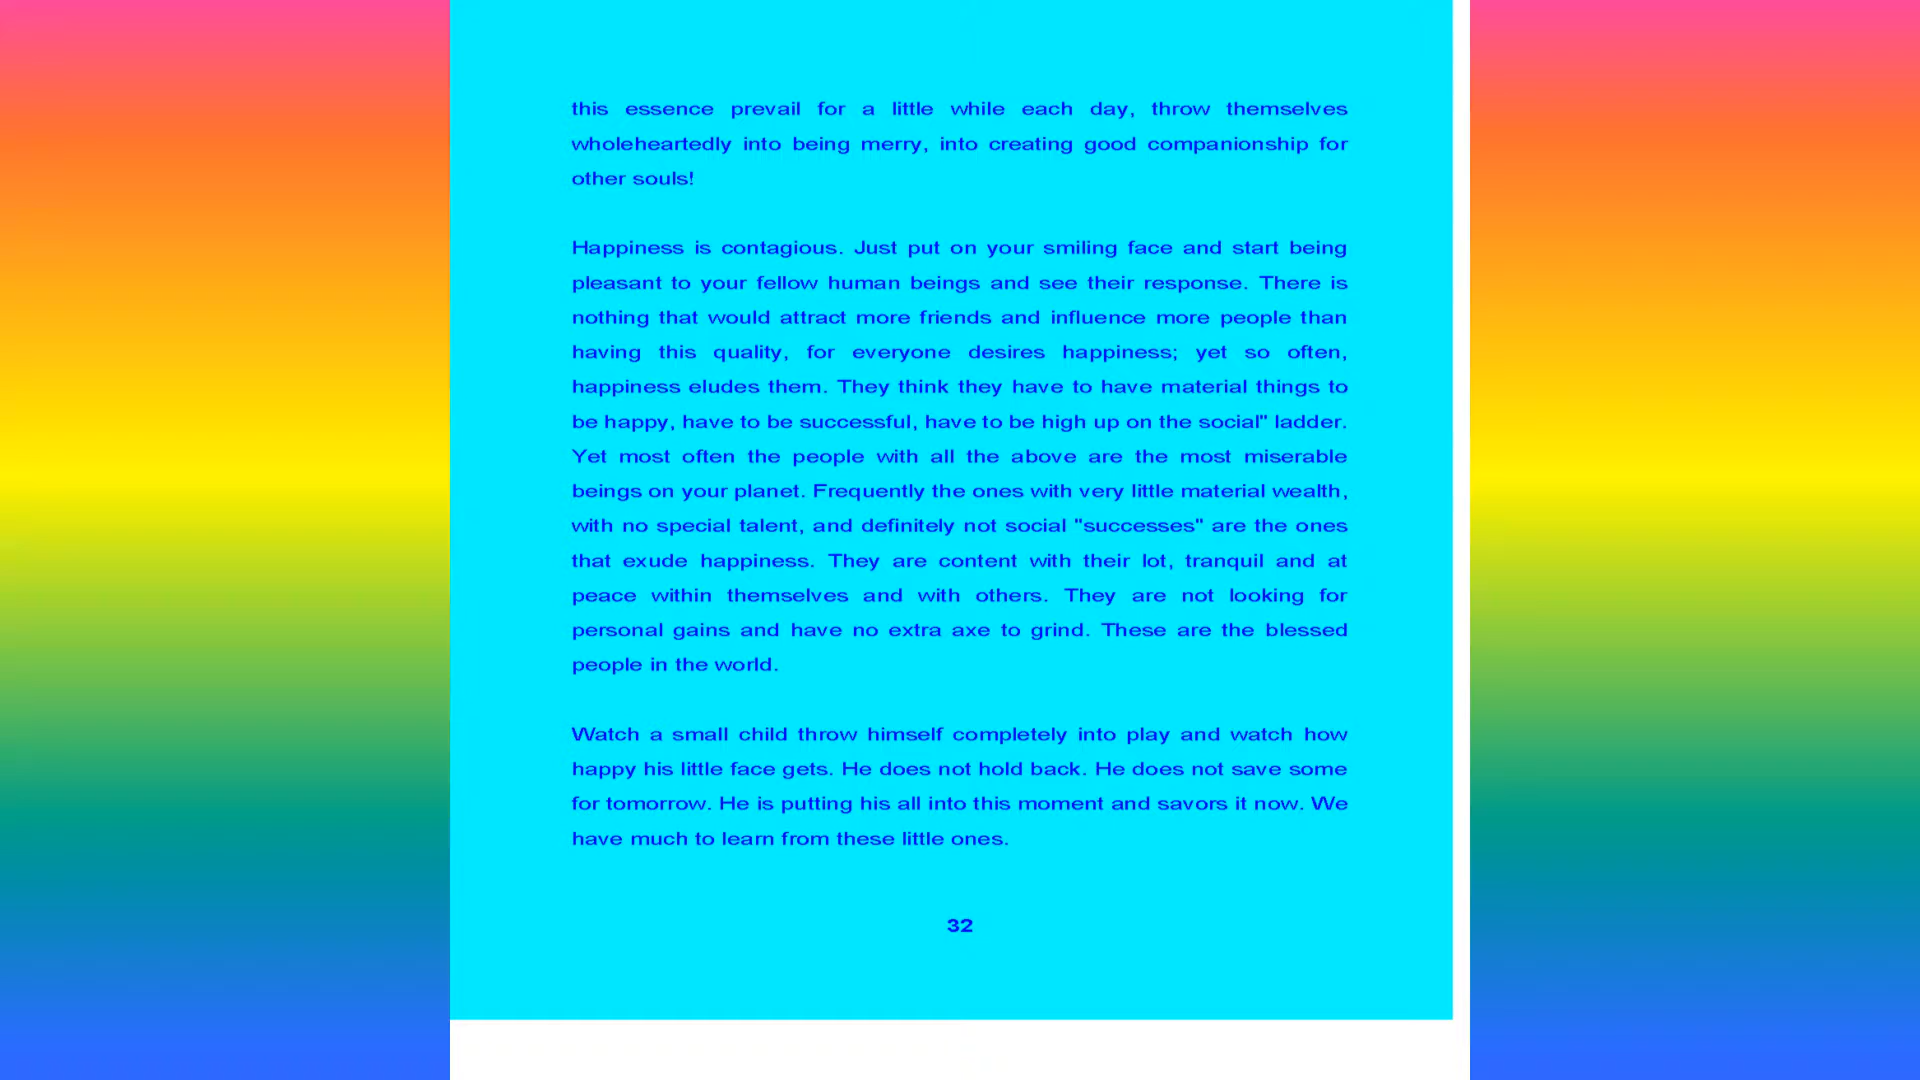 this essence prevail for a little while each day, throw themselves
wholeheartedly into being merry, into creating good companionship for
other souls!
Happiness is contagious. Just put on your smiling face and start being
pleasant to your fellow human beings and see their response. There is
nothing that would attract more friends and influence more people than
having this quality, for everyone desires happiness; yet so often,
happiness eludes them. They think they have to have material things to
be happy, have to be successful, have to be high up on the social" ladder.
Yet most often the people with all the above are the most miserable
beings on your planet. Frequently the ones with very little material wealth,
with no special talent, and definitely not social "successes" are the ones
that exude happiness. They are content with their lot, tranquil and at
peace within themselves and with others. They are not looking for
personal gains and have no extra axe to grind. These are the blessed
people in the world.
Watch a small child throw himself completely into play and watch how
happy his little face gets. He does not hold back. He does not save some
for tomorrow. He is putting his all into this moment and savors it now. We
have much to learn from these little ones.
32